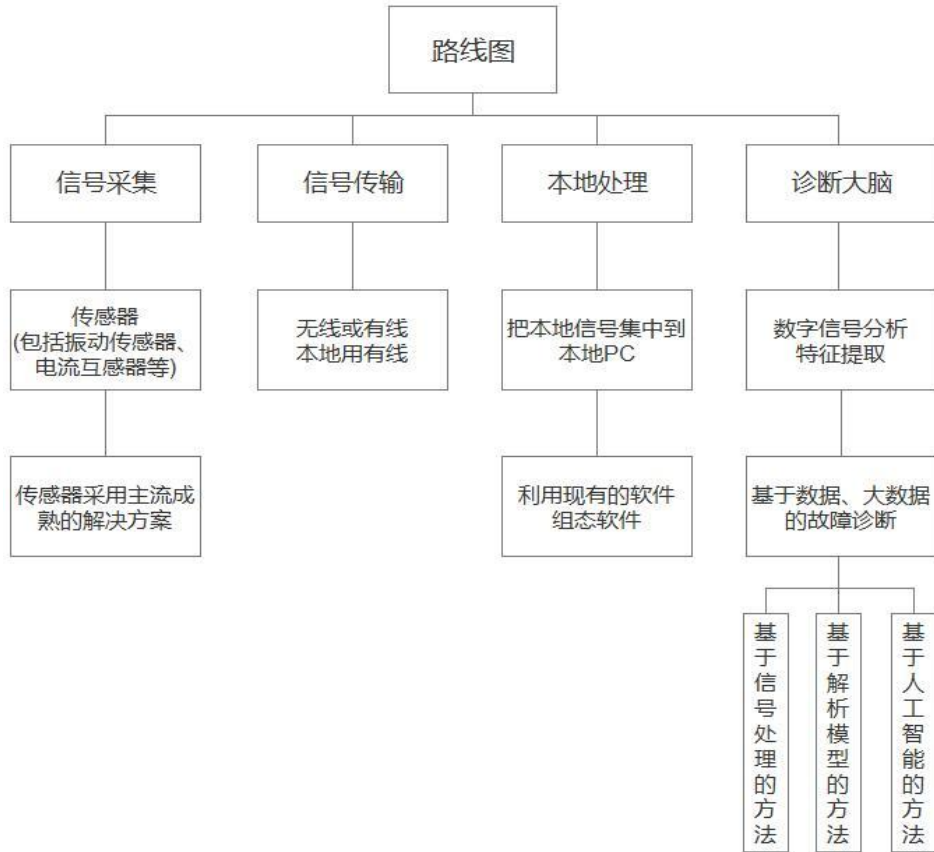 路线图
信号采集
信号传输
本地处理
诊断大脑
传感器
(包括振动传感器、
电流互感器等)
无线或有线
本地用有线
把本地信号集中到
本地PC
数字信号分析
特征提取
传感器采用主流成
熟的解决方案
利用现有的软件
组态软件
基于数据、大数据
的故障诊断
基于信号处理的方法
基于解析模型的方法
基于人工智能的方法